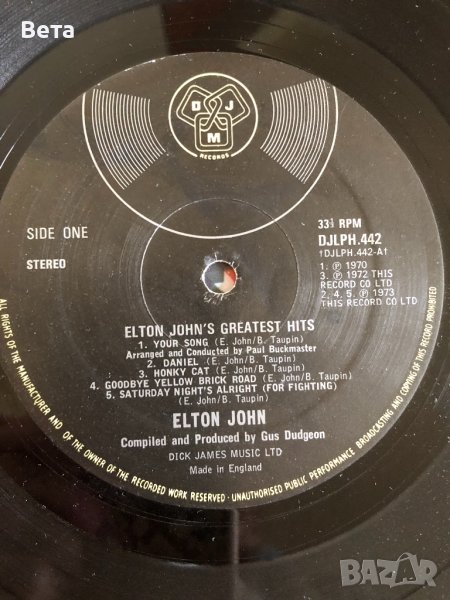 Beta
D J
M
RECORDS
SIDE ONE
STEREO
33⅓ RPM
DJLPH.442
†DJLPH.442-A†
1. ℗ 1970
3. ℗ 1972 THIS
RECORD CO LTD
2, 4, 5, ℗ 1973
THIS RECORD CO LTD
ELTON JOHN'S GREATEST HITS
1. YOUR SONG (E. John/B. Taupin)
Arranged and Conducted by Paul Buckmaster
2. DANIEL (E. John/B. Taupin)
3. HONKY CAT (E. John/B. Taupin)
4. GOODBYE YELLOW BRICK ROAD (E. John/B. Taupin)
5. SATURDAY NIGHT'S ALRIGHT (FOR FIGHTING)
(E. John/B. Taupin)
ELTON JOHN
Compiled and Produced by Gus Dudgeon
DICK JAMES MUSIC LTD
Made in England
ALL RIGHTS OF THE MANUFACTURER AND OF THE OWNER OF THE RECORDED WORK RESERVED · UNAUTHORISED PUBLIC PERFORMANCE BROADCASTING AND COPYING OF THIS RECORD PROHIBITED
BAZAR